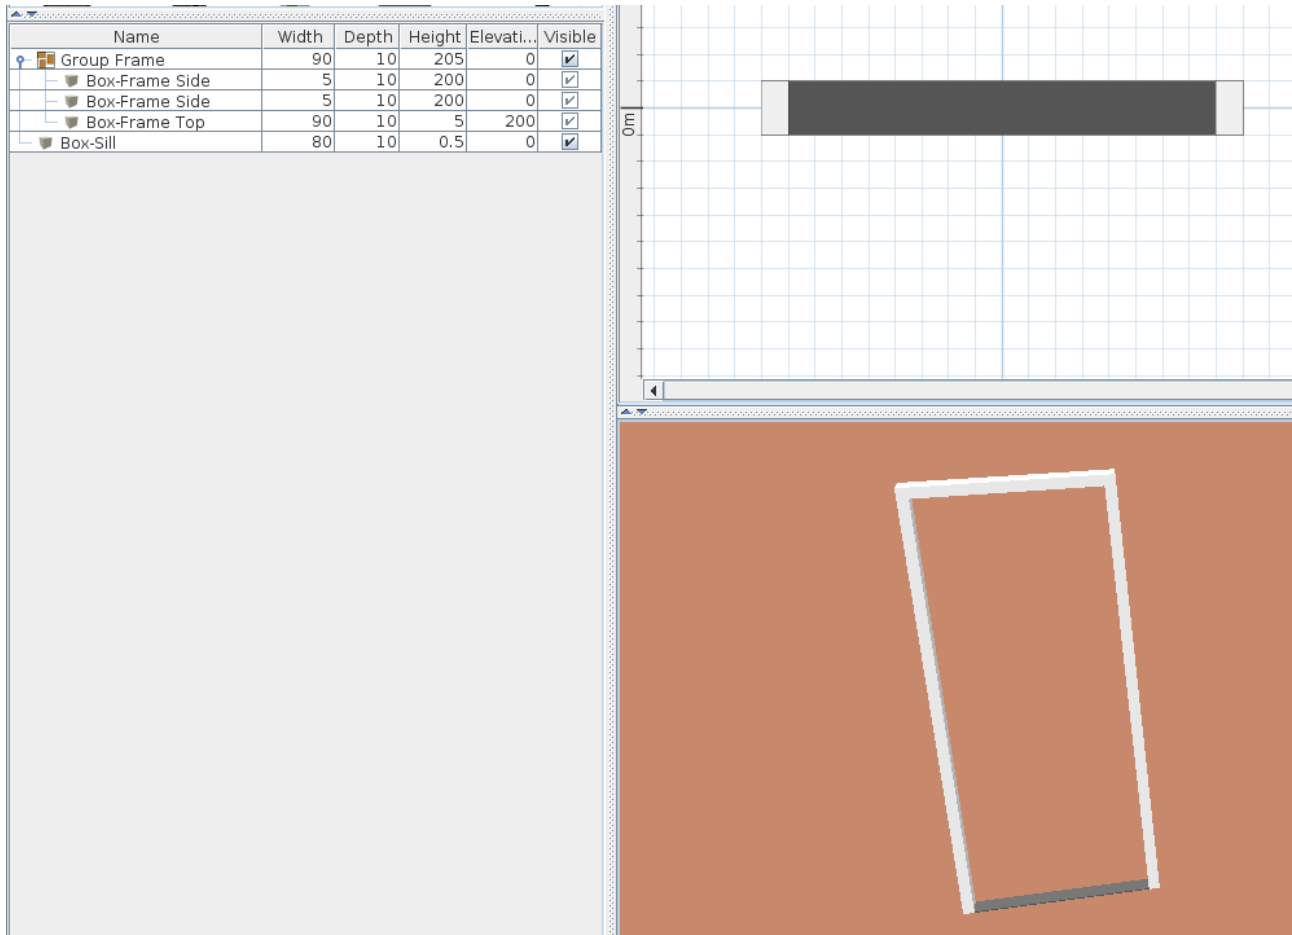 Name Width Depth Height Elevati... Visible
Group Frame 90 10 205 0
Box-Frame Side 5 10 200 0
Box-Frame Side 5 10 200 0
Box-Frame Top 90 10 5 200
Box-Sill 80 10 0.5 0
0m